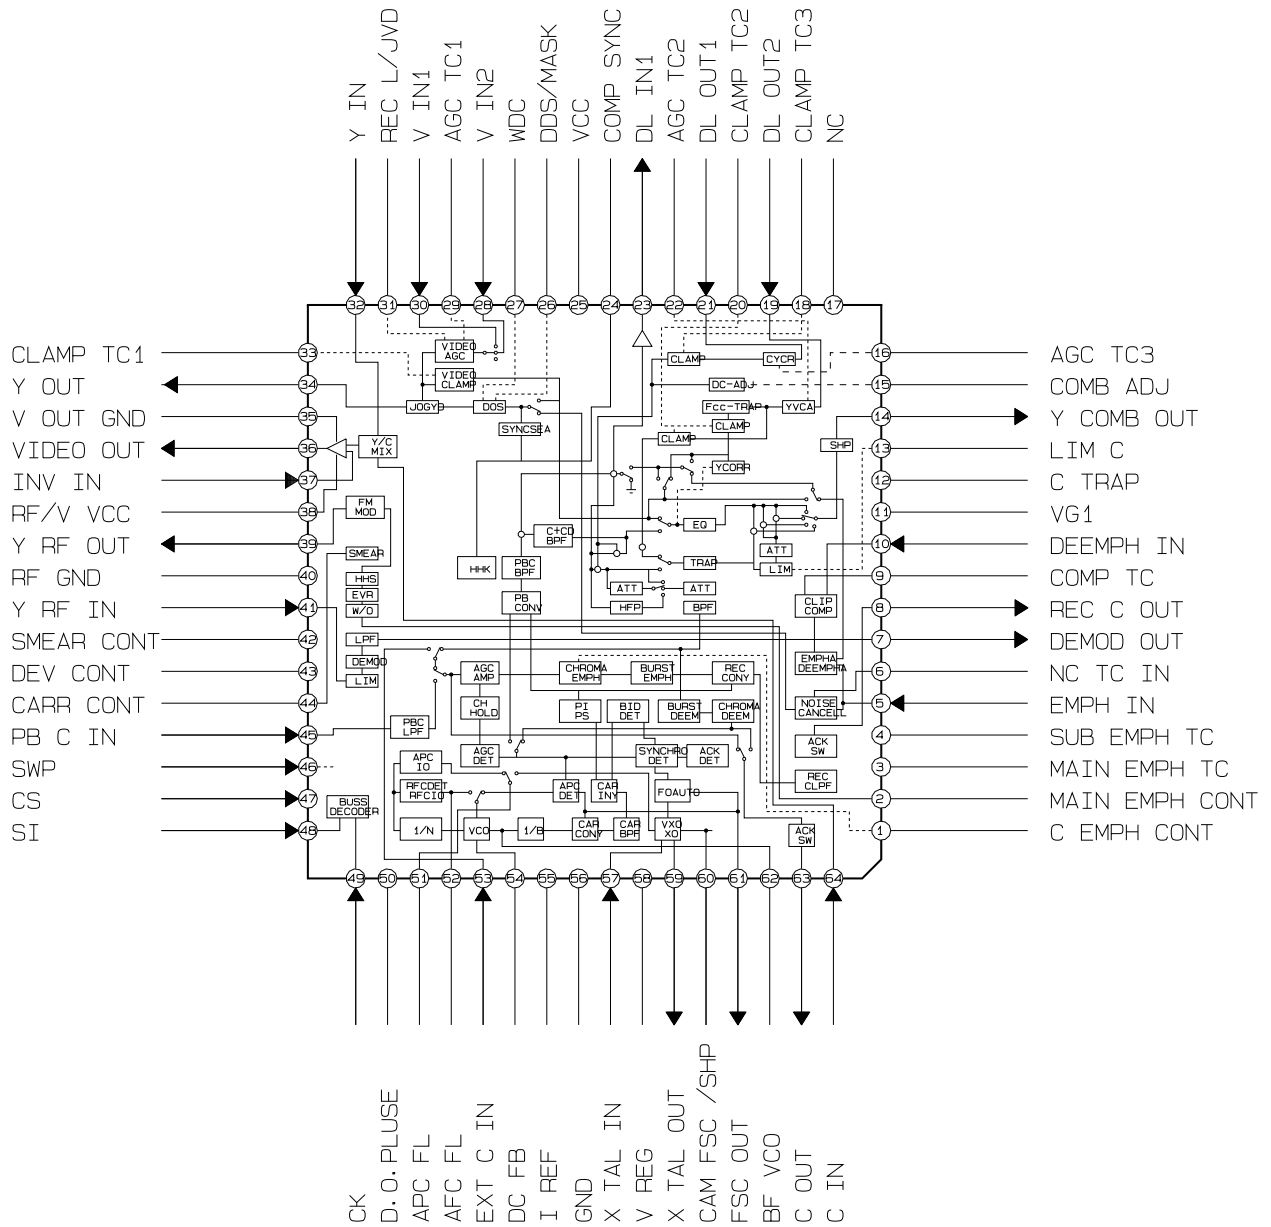 Y IN
REC L/JVD
V IN1
AGC TC1
V IN2
WDC
DDS/MASK
VCC
COMP SYNC
DL IN1
AGC TC2
DL OUT1
CLAMP TC2
DL OUT2
CLAMP TC3
NC
32 31 30 29 28 27 26 25 24 23 22 21 20 19 18 17
CLAMP TC1
Y OUT
V OUT GND
VIDEO OUT
INV IN
RF/V VCC
Y RF OUT
RF GND
Y RF IN
SMEAR CONT
DEV CONT
CARR CONT
PB C IN
SWP
CS
SI
33
34
35
36
37
38
39
40
41
42
43
44
45
46
47
48
VIDEO
AGC
VIDEO
CLAMP
JOGYP
DOS
SYNCSEA
Y/C
MIX
FM
MOD
SMEAR
HHS
EVR
W/O
LPF
DEMOD
LIM
HHK
C+CD
BPF
PBC
BPF
PB
CONV
CLAMP
CYCR
DC-ADJ
Fcc-TRAP
YVCA
CLAMP
CLAMP
SHP
YCORR
EQ
ATT
TRAP
LIM
ATT
ATT
HFP
BPF
CLIP
COMP
EMPHA
DEEMPHA
NOISE
CANCELL
ACK
SW
REC
CLPF
ACK
SW
AGC
AMP
CHROMA
EMPH
BURST
EMPH
REC
CONY
CH
HOLD
PI
PS
BID
DET
BURST
DEEM
CHROMA
DEEM
PBC
LPF
AGC
DET
SYNCHRO
DET
ACK
DET
APC
IO
RFCDET
RFCIO
APC
DET
CAR
INY
FOAUTO
BUSS
DECODER
1/N
VCO
1/8
CAR
CONY
CAR
BPF
VXO
XO
16
15
14
13
12
11
10
9
8
7
6
5
4
3
2
1
AGC TC3
COMB ADJ
Y COMB OUT
LIM C
C TRAP
VG1
DEEMPH IN
COMP TC
REC C OUT
DEMOD OUT
NC TC IN
EMPH IN
SUB EMPH TC
MAIN EMPH TC
MAIN EMPH CONT
C EMPH CONT
49 50 51 52 53 54 55 56 57 58 59 60 61 62 63 64
CK
D.O.PLUSE
APC FL
AFC FL
EXT C IN
DC FB
I REF
GND
X TAL IN
V REG
X TAL OUT
CAM FSC /SHP
FSC OUT
BF VCO
C OUT
C IN